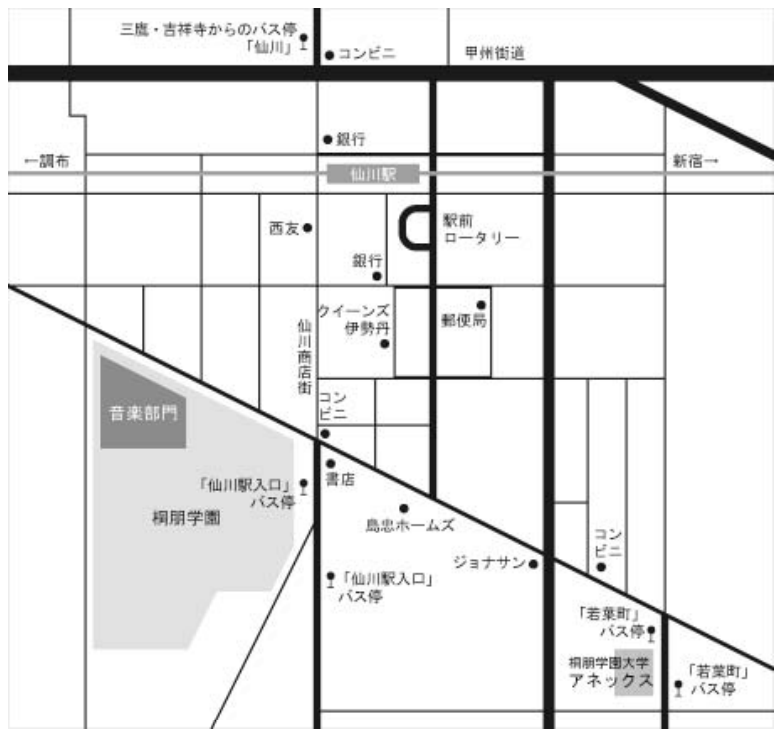 三鷹・吉祥寺からのバス停
「仙川」
コンビニ
甲州街道
銀行
←調布
仙川駅
新宿→
西友
駅前
ロータリー
銀行
クイーンズ
伊勢丹
郵便局
仙川商店街
コン
ビニ
音楽部門
書店
「仙川駅入口」
バス停
桐朋学園
島忠ホームズ
コン
ビニ
ジョナサン
「仙川駅入口」
バス停
「若葉町」
バス停
桐朋学園大学
アネックス
「若葉町」
バス停